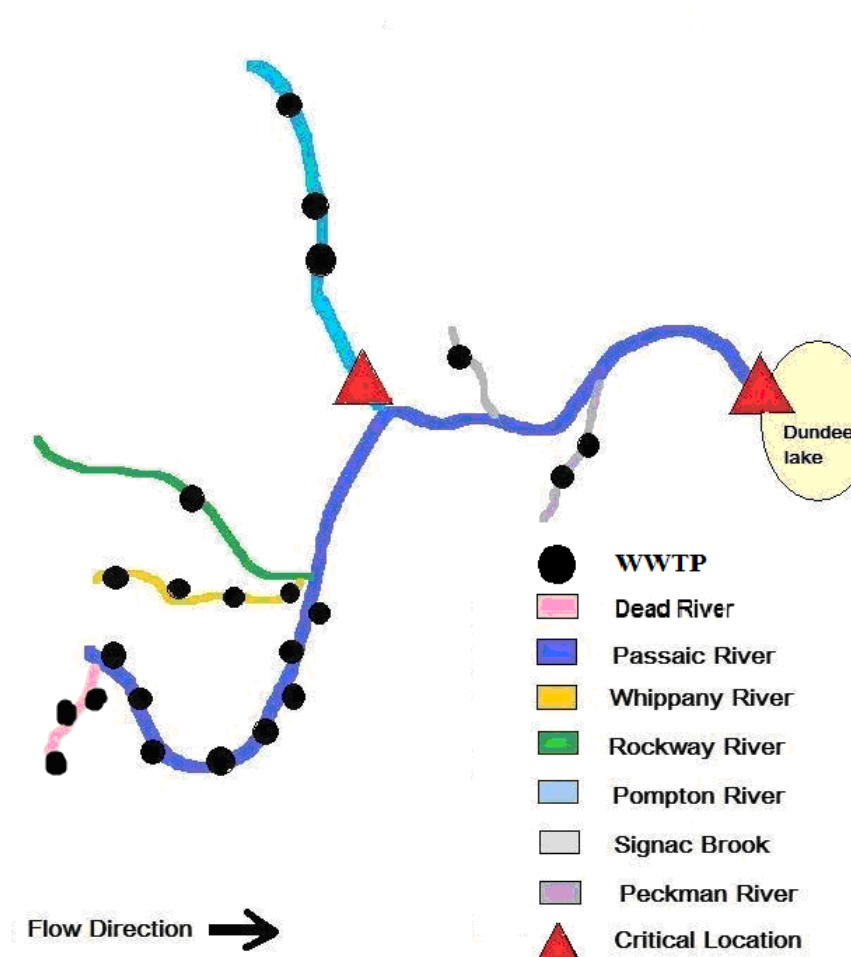 Dundee
lake
WWTP
Dead River
Passaic River
Whippany River
Rockway River
Pompton River
Signac Brook
Peckman River
Flow Direction
Critical Location